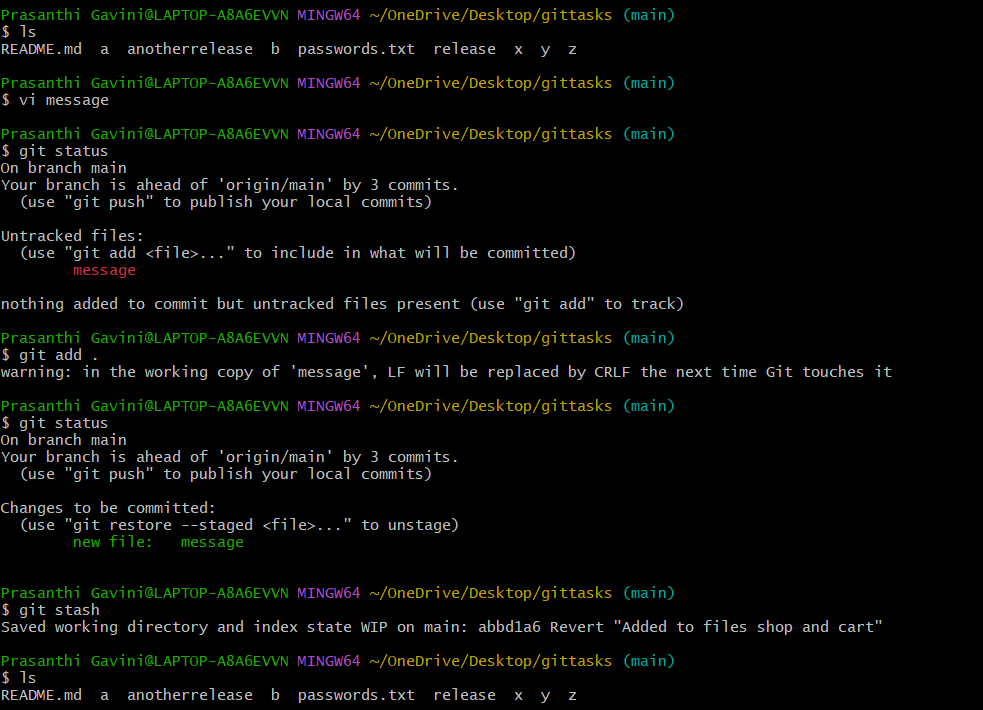 Prasanthi Gavini@LAPTOP-A8A6EVVN MINGW64 ~/OneDrive/Desktop/gittasks (main)
$ ls
README.md  a  anotherrelease  b  passwords.txt  release  x  y  z
Prasanthi Gavini@LAPTOP-A8A6EVVN MINGW64 ~/OneDrive/Desktop/gittasks (main)
$ vi message
Prasanthi Gavini@LAPTOP-A8A6EVVN MINGW64 ~/OneDrive/Desktop/gittasks (main)
$ git status
On branch main
Your branch is ahead of 'origin/main' by 3 commits.
  (use "git push" to publish your local commits)
Untracked files:
  (use "git add <file>..." to include in what will be committed)
        message
nothing added to commit but untracked files present (use "git add" to track)
Prasanthi Gavini@LAPTOP-A8A6EVVN MINGW64 ~/OneDrive/Desktop/gittasks (main)
$ git add .
warning: in the working copy of 'message', LF will be replaced by CRLF the next time Git touches it
Prasanthi Gavini@LAPTOP-A8A6EVVN MINGW64 ~/OneDrive/Desktop/gittasks (main)
$ git status
On branch main
Your branch is ahead of 'origin/main' by 3 commits.
  (use "git push" to publish your local commits)
Changes to be committed:
  (use "git restore --staged <file>..." to unstage)
        new file:   message
Prasanthi Gavini@LAPTOP-A8A6EVVN MINGW64 ~/OneDrive/Desktop/gittasks (main)
$ git stash
Saved working directory and index state WIP on main: abbd1a6 Revert "Added to files shop and cart"
Prasanthi Gavini@LAPTOP-A8A6EVVN MINGW64 ~/OneDrive/Desktop/gittasks (main)
$ ls
README.md  a  anotherrelease  b  passwords.txt  release  x  y  z